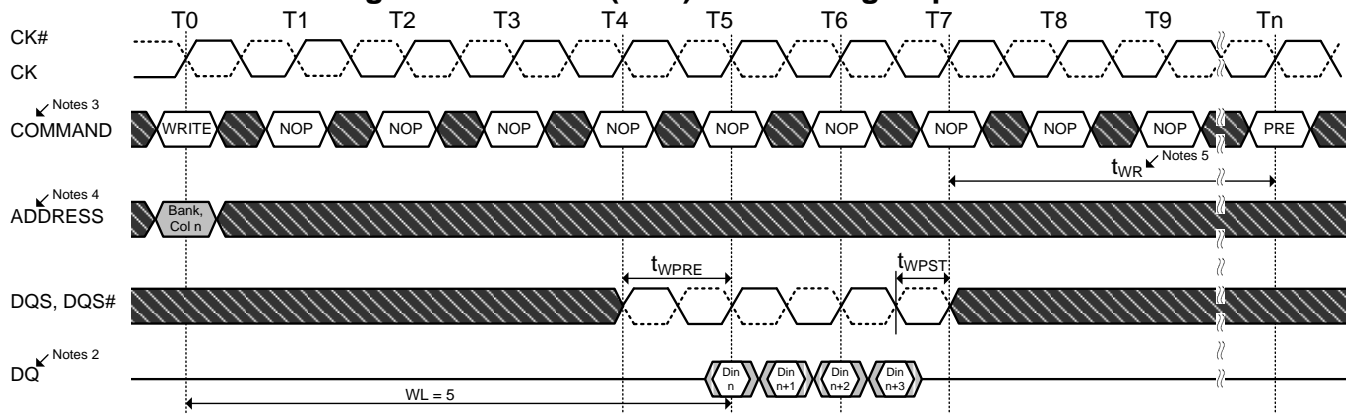 T0 T1 T2 T3 T4 T5 T6 T7 T8 T9 Tn
CK#
CK
Notes 3
COMMAND WRITE NOP NOP NOP NOP NOP NOP NOP NOP NOP PRE
tWR Notes 5
Notes 4
ADDRESS Bank,
Col n
tWPRE tWPST
DQS, DQS#
Notes 2
DQ Din Din Din Din
n n+1 n+2 n+3
WL = 5